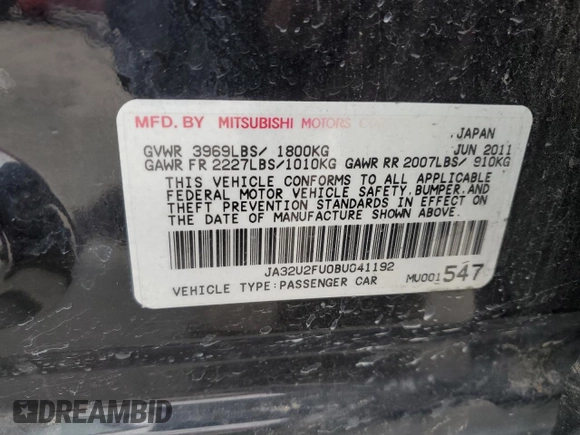 MFD. BY MITSUBISHI MOTORS
JAPAN
GVWR 3969LBS/ 1800KG JUN 2011
GAWR FR 2227LBS/1010KG GAWR RR 2007LBS/ 910KG
THIS VEHICLE CONFORMS TO ALL APPLICABLE
FEDERAL MOTOR VEHICLE SAFETY,BUMPER,AND
THEFT PREVENTION STANDARDS IN EFFECT ON
THE DATE OF MANUFACTURE SHOWN ABOVE.
JA32U2FU0BU041192
VEHICLE TYPE:PASSENGER CAR MU001547
DREAMBID